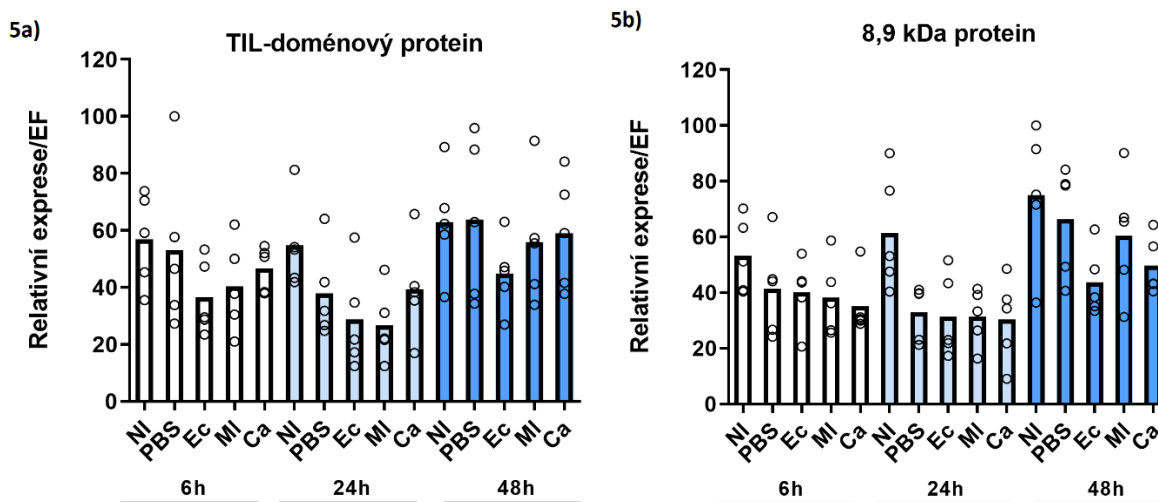 5a)
TIL-doménový protein
Relativní exprese/EF
120
100
80
60
40
20
0
NI PBS Ec Ml Ca NI PBS Ec Ml Ca NI PBS Ec Ml Ca
6h 24h 48h
5b)
8,9 kDa protein
Relativní exprese/EF
120
100
80
60
40
20
0
NI PBS Ec Ml Ca NI PBS Ec Ml Ca NI PBS Ec Ml Ca
6h 24h 48h